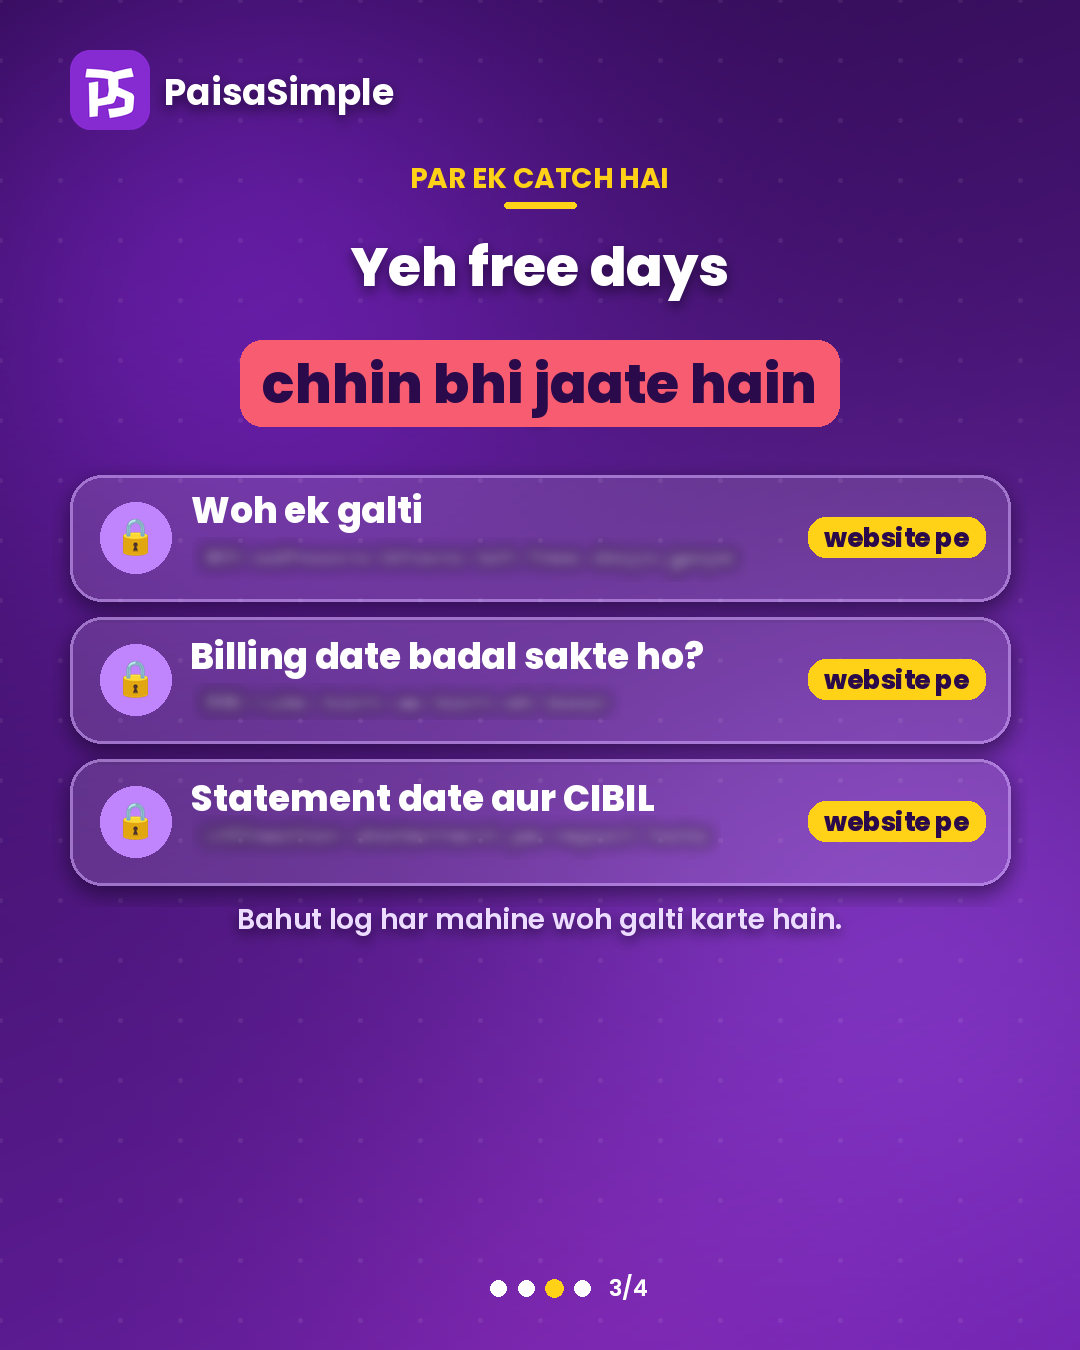 PaisaSimple
PAR EK CATCH HAI
Yeh free days
chhin bhi jaate hain
Woh ek galti
website pe
Billing date badal sakte ho?
website pe
Statement date aur CIBIL
website pe
Bahut log har mahine woh galti karte hain.
3/4